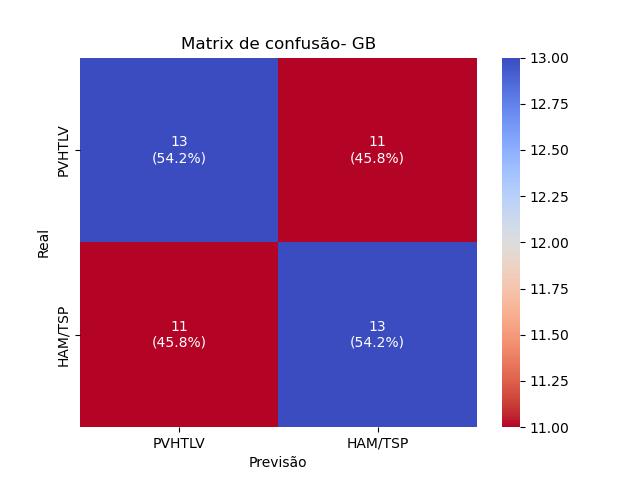 Matrix de confusão- GB
13
(54.2%)
11
(45.8%)
11
(45.8%)
13
(54.2%)
PVHTLV
HAM/TSP
Real
PVHTLV
HAM/TSP
Previsão
13.00
12.75
12.50
12.25
12.00
11.75
11.50
11.25
11.00